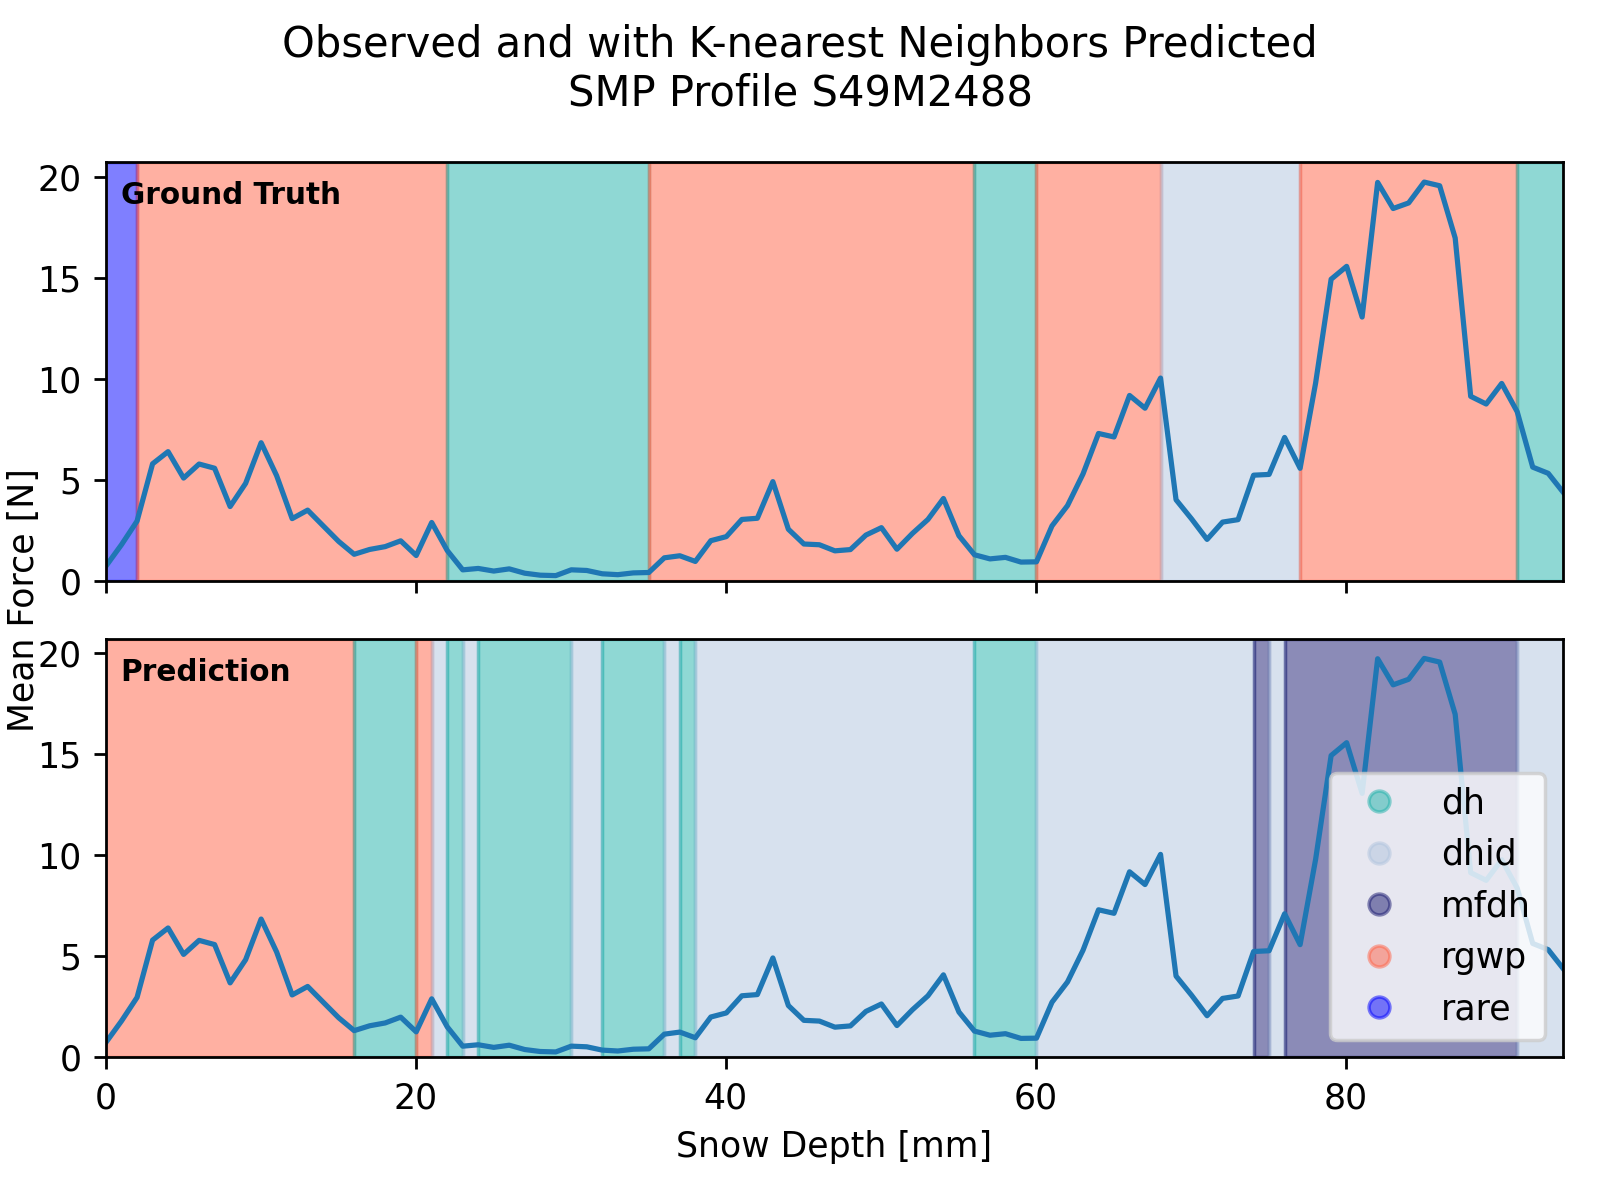 Observed and with K-nearest Neighbors Predicted
SMP Profile S49M2488
Mean Force [N]
20
15
10
5
0
Ground Truth
20
15
10
5
0
Prediction
dh
dhid
mfdh
rgwp
rare
0 20 40 60 80
Snow Depth [mm]